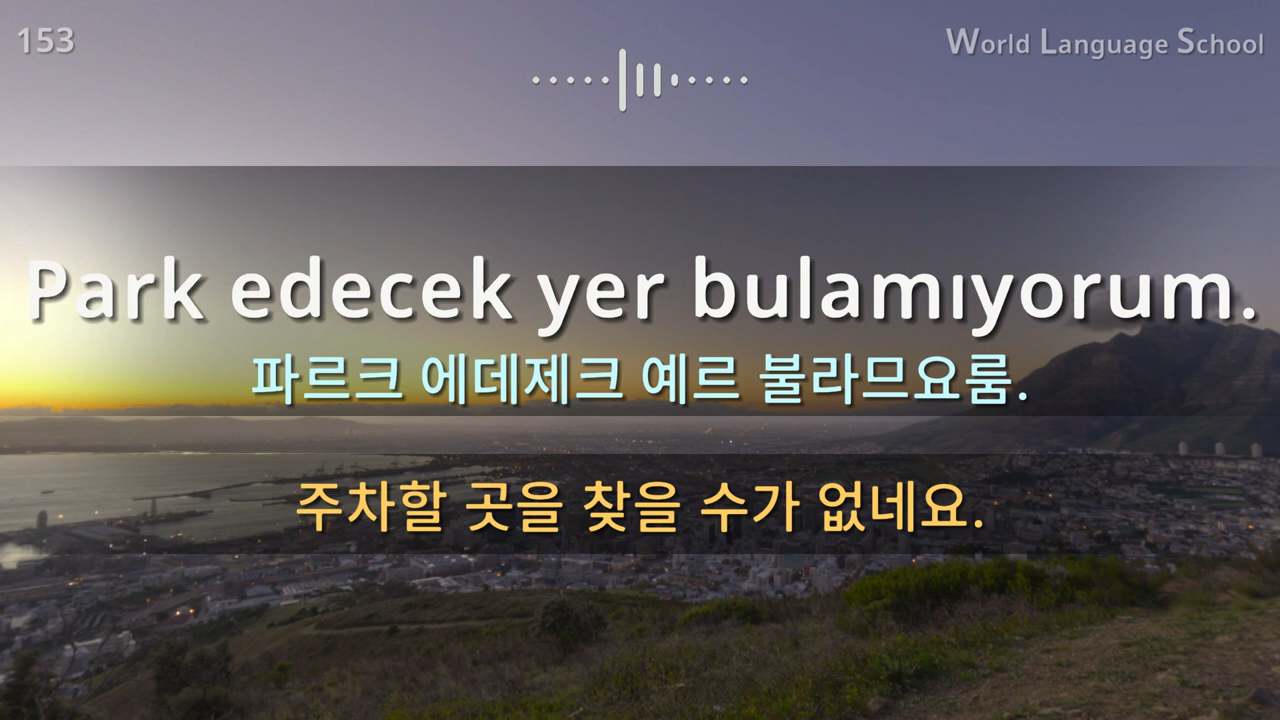 153
World Language School
Park edecek yer bulamıyorum.
파르크 에데제크 예르 불라므요룸.
주차할 곳을 찾을 수가 없네요.